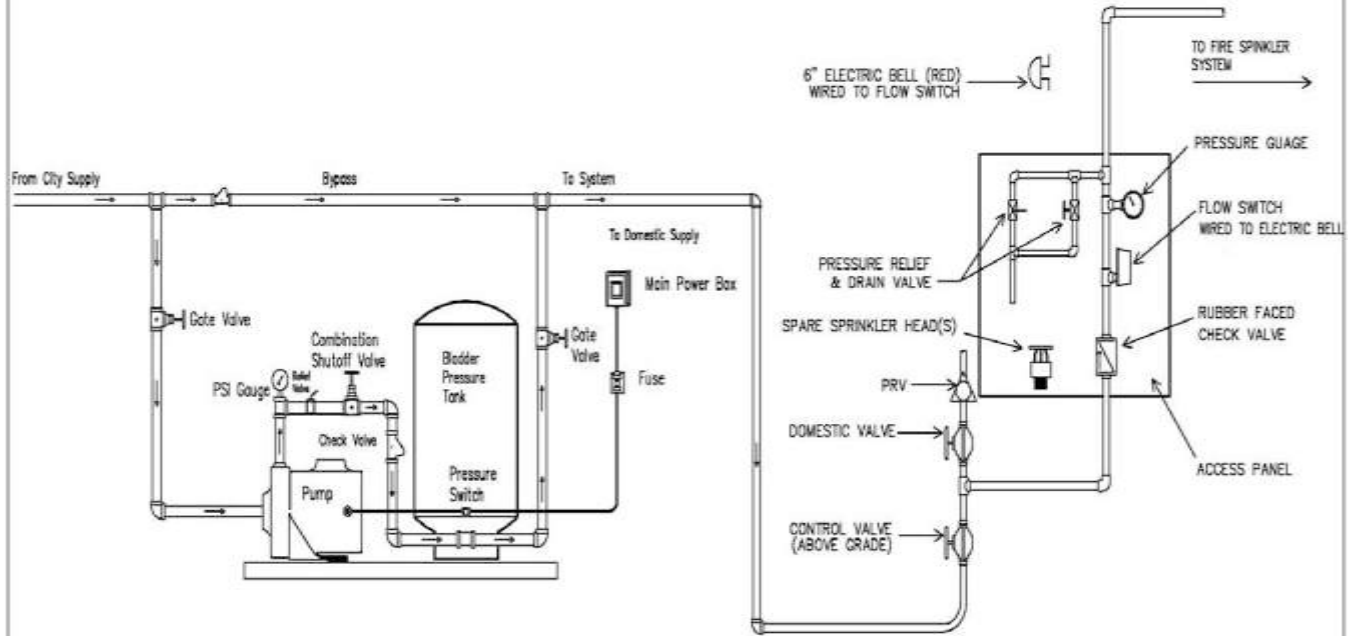 6" ELECTRIC BELL (RED)
WIRED TO FLOW SWITCH
TO FIRE SPINKLER
SYSTEM
PRESSURE GUAGE
From City Supply
Bypass
To System
FLOW SWITCH
WIRED TO ELECTRIC BELL
To Domestic Supply
Main Power Box
PRESSURE RELIEF
& DRAIN VALVE
Gate Valve
Combination
Shutoff Valve
PSI Gauge
Bladder
Pressure
Tank
Gate
Valve
Fuse
SPARE SPRINKLER HEAD(S)
RUBBER FACED
CHECK VALVE
PRV
DOMESTIC VALVE
Check Valve
Pump
Pressure
Switch
ACCESS PANEL
CONTROL VALVE
(ABOVE GRADE)